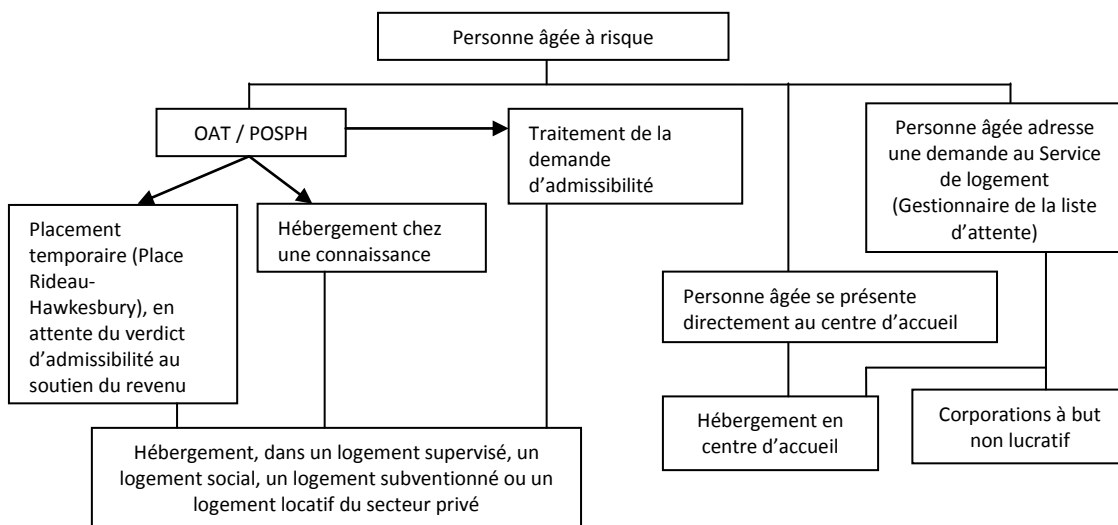 Personne âgée à risque
OAT / POSPH
Traitement de la
demande
d’admissibilité
Personne âgée adresse
une demande au Service
de logement
(Gestionnaire de la liste
d’attente)
Placement
temporaire (Place
Rideau-
Hawkesbury), en
attente du verdict
d’admissibilité au
soutien du revenu
Hébergement chez
une connaissance
Personne âgée se présente
directement au centre d’accueil
Hébergement en
centre d’accueil
Corporations à but
non lucratif
Hébergement, dans un logement supervisé, un
logement social, un logement subventionné ou un
logement locatif du secteur privé